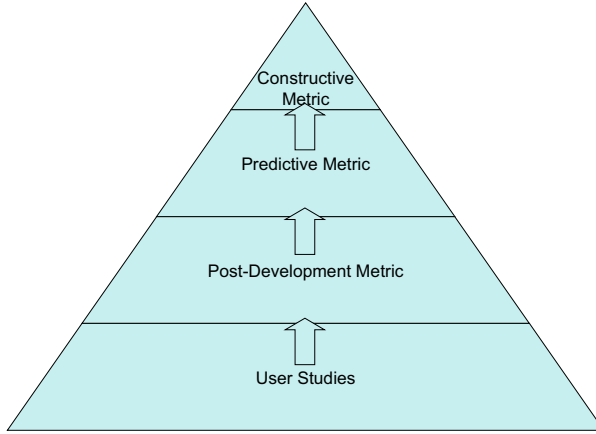 Constructive
Metric
Predictive Metric
Post-Development Metric
User Studies